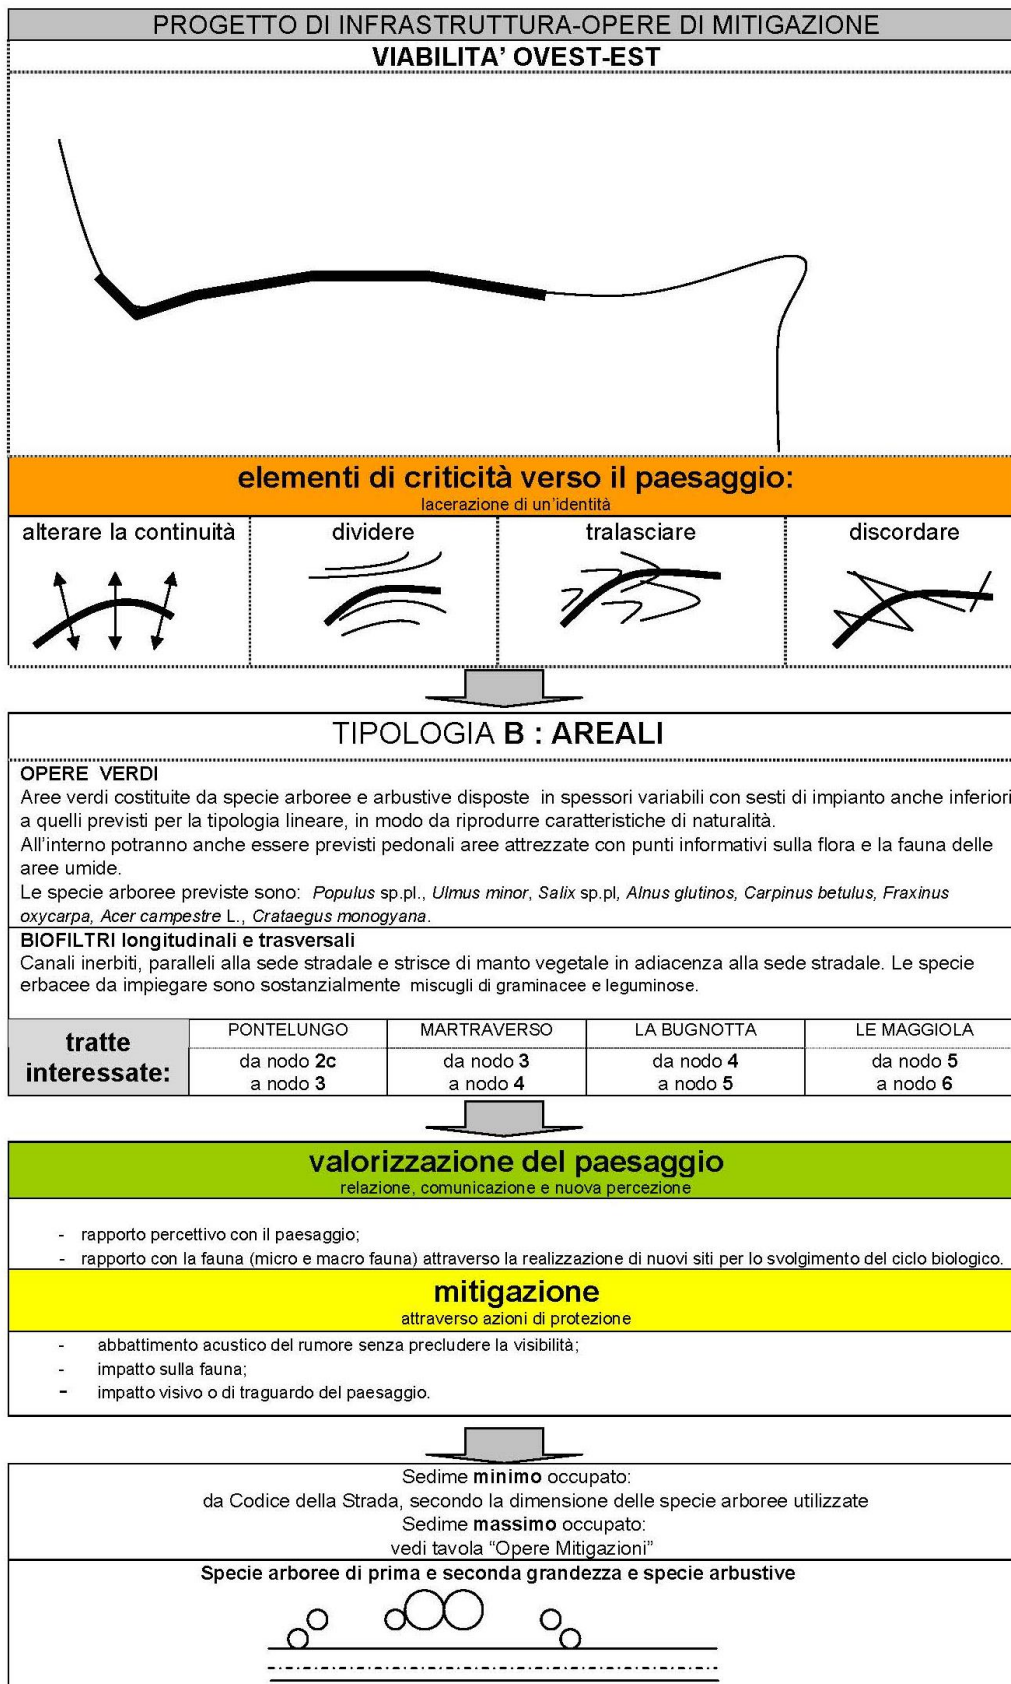 PROGETTO DI INFRASTRUTTURA-OPERE DI MITIGAZIONE
VIABILITA' OVEST-EST
elementi di criticità verso il paesaggio:
lacerazione di un'identità
alterare la continuità
dividere
tralasciare
discordare
TIPOLOGIA B : AREALI
OPERE VERDI
Aree verdi costituite da specie arboree e arbustive disposte in spessori variabili con sesti di impianto anche inferiori
a quelli previsti per la tipologia lineare, in modo da riprodurre caratteristiche di naturalità.
All'interno potranno anche essere previsti pedonali aree attrezzate con punti informativi sulla flora e la fauna delle
aree umide.
Le specie arboree previste sono: Populus sp.pl., Ulmus minor, Salix sp.pl, Alnus glutinos, Carpinus betulus, Fraxinus
oxycarpa, Acer campestre L., Crataegus monogyna.
BIOFILTRI longitudinali e trasversali
Canali inerbiti, paralleli alla sede stradale e strisce di manto vegetale in adiacenza alla sede stradale. Le specie
erbacee da impiegare sono sostanzialmente miscugli di graminacee e leguminose.
tratte
interessate:
PONTELUNGO
da nodo 2c
a nodo 3
MARTRAVERSO
da nodo 3
a nodo 4
LA BUGNOTTA
da nodo 4
a nodo 5
LE MAGGIOLA
da nodo 5
a nodo 6
valorizzazione del paesaggio
relazione, comunicazione e nuova percezione
- rapporto percettivo con il paesaggio;
- rapporto con la fauna (micro e macro fauna) attraverso la realizzazione di nuovi siti per lo svolgimento del ciclo biologico.
mitigazione
attraverso azioni di protezione
- abbattimento acustico del rumore senza precludere la visibilità;
- impatto sulla fauna;
- impatto visivo o di traguardo del paesaggio.
Sedime minimo occupato:
da Codice della Strada, secondo la dimensione delle specie arboree utilizzate
Sedime massimo occupato:
vedi tavola "Opere Mitigazioni"
Specie arboree di prima e seconda grandezza e specie arbustive